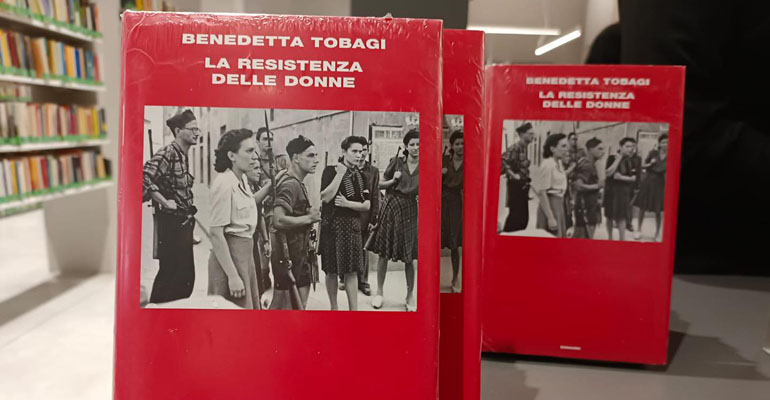 BENEDETTA TOBAGI
LA RESISTENZA
DELLE DONNE
BENEDETTA TOBAGI
LA RESISTENZA
DELLE DONNE